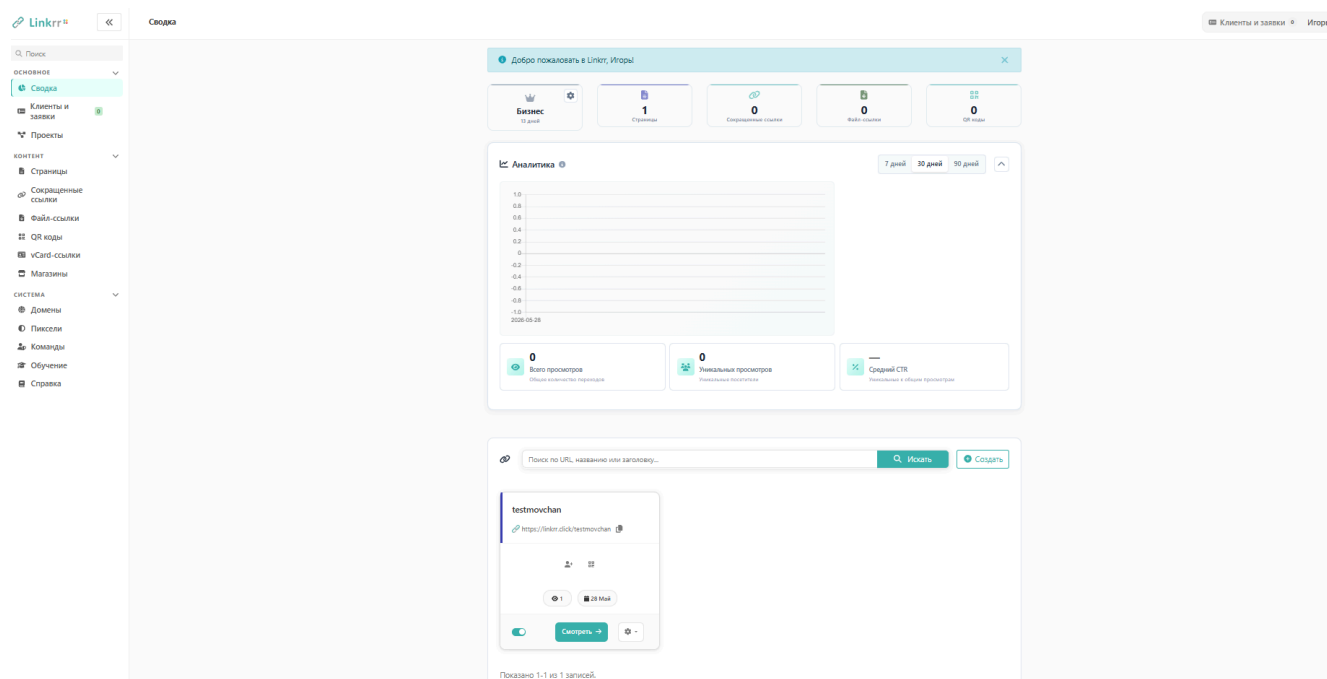 Linkrr
Сводка
Клиенты и заявки 0
Игорь
Поиск
ОСНОВНОЕ
Сводка
Клиенты и
заявки
0
Проекты
КОНТЕНТ
Страницы
Сокращенные
ссылки
Файл-ссылки
QR коды
vCard-ссылки
Магазины
СИСТЕМА
Домены
Пиксели
Команды
Обучение
Справка
Добро пожаловать в Linkrr, Игорь!
Бизнес
13 дней
1
Страницы
0
Сокращенные ссылки
0
Файл-ссылки
0
QR коды
Аналитика
7 дней 30 дней 90 дней
1.0
0.8
0.6
0.4
0.2
0
-0.2
-0.4
-0.6
-0.8
-1.0
2026-05-28
0
Всего просмотров
Общее количество переходов
0
Уникальных просмотров
Уникальные посетители
—
Средний CTR
Уникальных к общим просмотрам
Поиск по URL, названию или заголовку...
Искать
Создать
testmovchan
https://linkrr.click/testmovchan
1
28 Май
Смотреть →
Показано 1-1 из 1 записей.